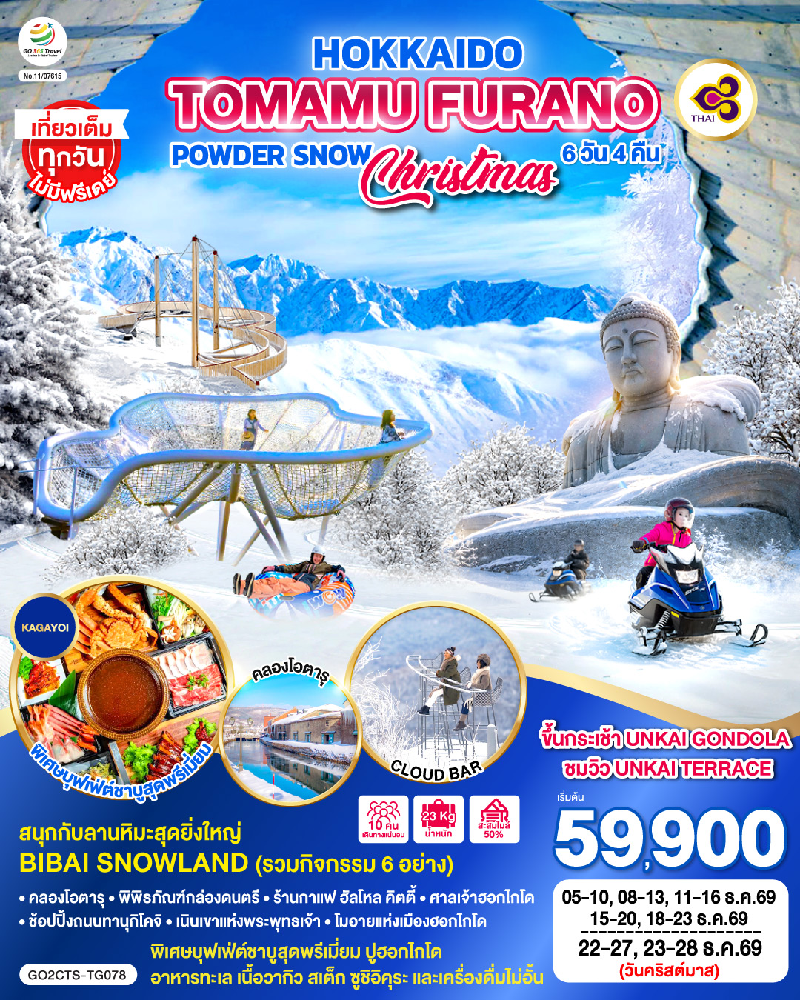 GO 365 Travel
Leaders in Global Tourism
No.11/07615
HOKKAIDO
TOMAMU FURANO
POWDER SNOW Christmas 6 วัน 4 คืน
THAI
เที่ยวเต็ม
ทุกวัน
ไม่มีฟรีเดย์
KAGAYOI
พิเศษบุฟเฟ่ต์ชาบูสุดพรีเมี่ยม
คลองโอตารุ
CLOUD BAR
WOW
ขึ้นกระเช้า UNKAI GONDOLA
ชมวิว UNKAI TERRACE
เริ่มต้น
59,900
16 คน
เดินทางแน่นอน
23 Kg
น้ำหนัก
สะสมไมล์
50%
สนุกกับลานหิมะสุดยิ่งใหญ่
BIBAI SNOWLAND (รวมกิจกรรม 6 อย่าง)
• คลองโอตารุ • พิพิธภัณฑ์กล่องดนตรี • ร้านกาแฟ ฮัลโหล คิตตี้ • ศาลเจ้าฮอกไกโด
• ช้อปปิ้งถนนทานุกิโคจิ • เนินเขาแห่งพระพุทธเจ้า • โมอายแห่งเมืองฮอกไกโด
พิเศษบุฟเฟ่ต์ชาบูสุดพรีเมี่ยม ปูฮอกไกโด
อาหารทะเล เนื้อวากิว สเต็ก ซูชิอิคุระ และเครื่องดื่มไม่อั้น
GO2CTS-TG078
05-10, 08-13, 11-16 ธ.ค.69
15-20, 18-23 ธ.ค.69
22-27, 23-28 ธ.ค.69
(วันคริสต์มาส)